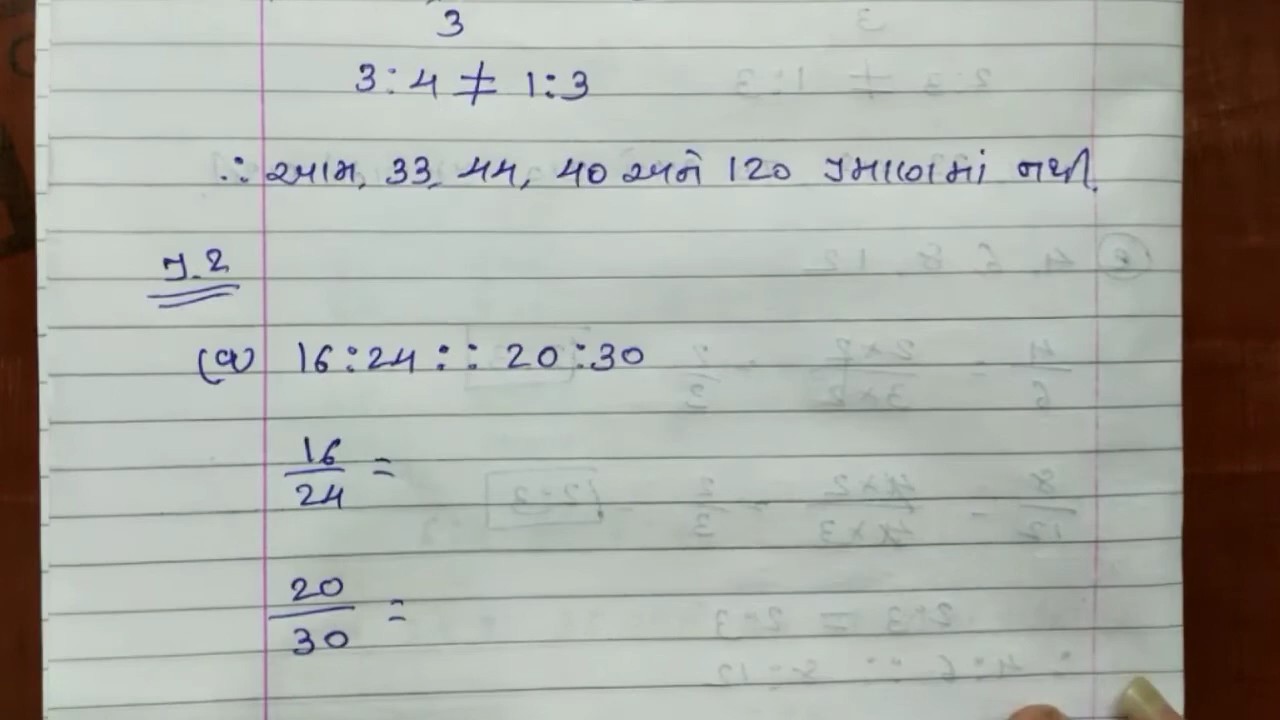 3
3:4 ≠ 1:3
∴ આમ, 33, 44, 40 અને 120 પ્રમાણમાં નથી.
પ્ર.2
(a) 16:24 :: 20:30
16/24 =
20/30 =